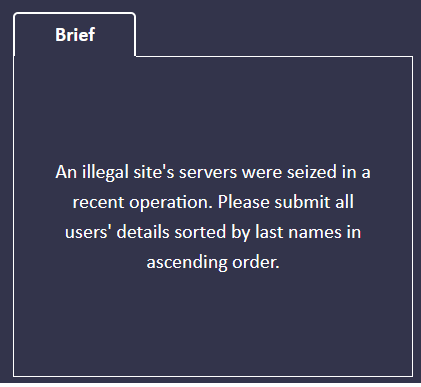 Brief
An illegal site's servers were seized in a
recent operation. Please submit all
users' details sorted by last names in
ascending order.